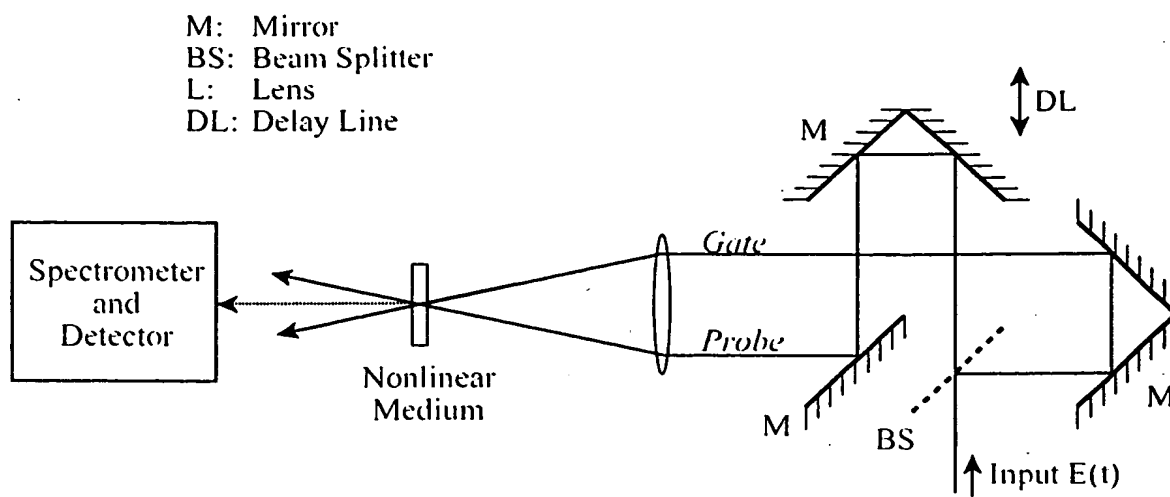 M: Mirror
BS: Beam Splitter
L: Lens
DL: Delay Line
DL
M
Gate
Spectrometer
and
Detector
Probe
Nonlinear
Medium
M
BS
M
Input E(t)